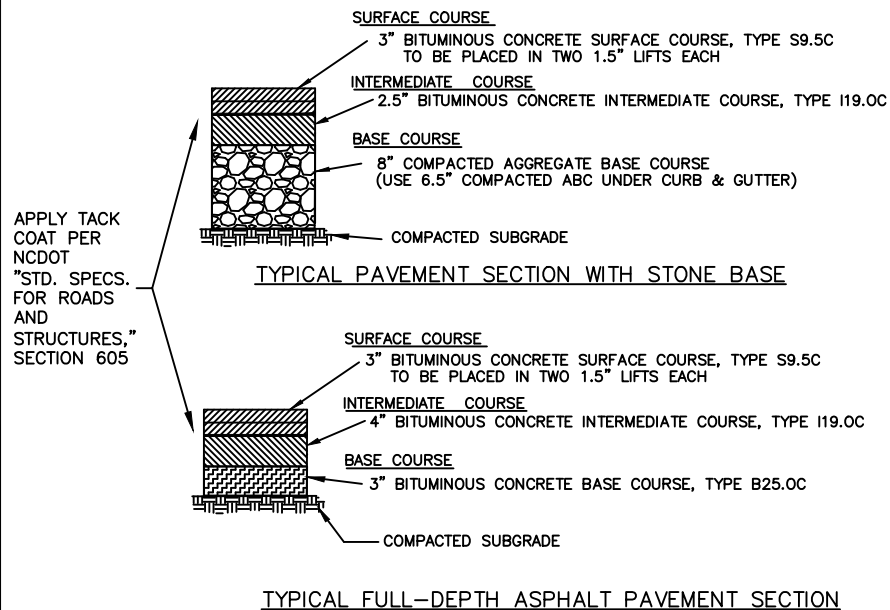 SURFACE COURSE
3" BITUMINOUS CONCRETE SURFACE COURSE, TYPE S9.5C
TO BE PLACED IN TWO 1.5" LIFTS EACH
INTERMEDIATE COURSE
2.5" BITUMINOUS CONCRETE INTERMEDIATE COURSE, TYPE I19.0C
BASE COURSE
8" COMPACTED AGGREGATE BASE COURSE
(USE 6.5" COMPACTED ABC UNDER CURB & GUTTER)
COMPACTED SUBGRADE
TYPICAL PAVEMENT SECTION WITH STONE BASE
APPLY TACK
COAT PER
NCDOT
"STD. SPECS.
FOR ROADS
AND
STRUCTURES,"
SECTION 605
SURFACE COURSE
3" BITUMINOUS CONCRETE SURFACE COURSE, TYPE S9.5C
TO BE PLACED IN TWO 1.5" LIFTS EACH
INTERMEDIATE COURSE
4" BITUMINOUS CONCRETE INTERMEDIATE COURSE, TYPE I19.0C
BASE COURSE
3" BITUMINOUS CONCRETE BASE COURSE, TYPE B25.0C
COMPACTED SUBGRADE
TYPICAL FULL-DEPTH ASPHALT PAVEMENT SECTION